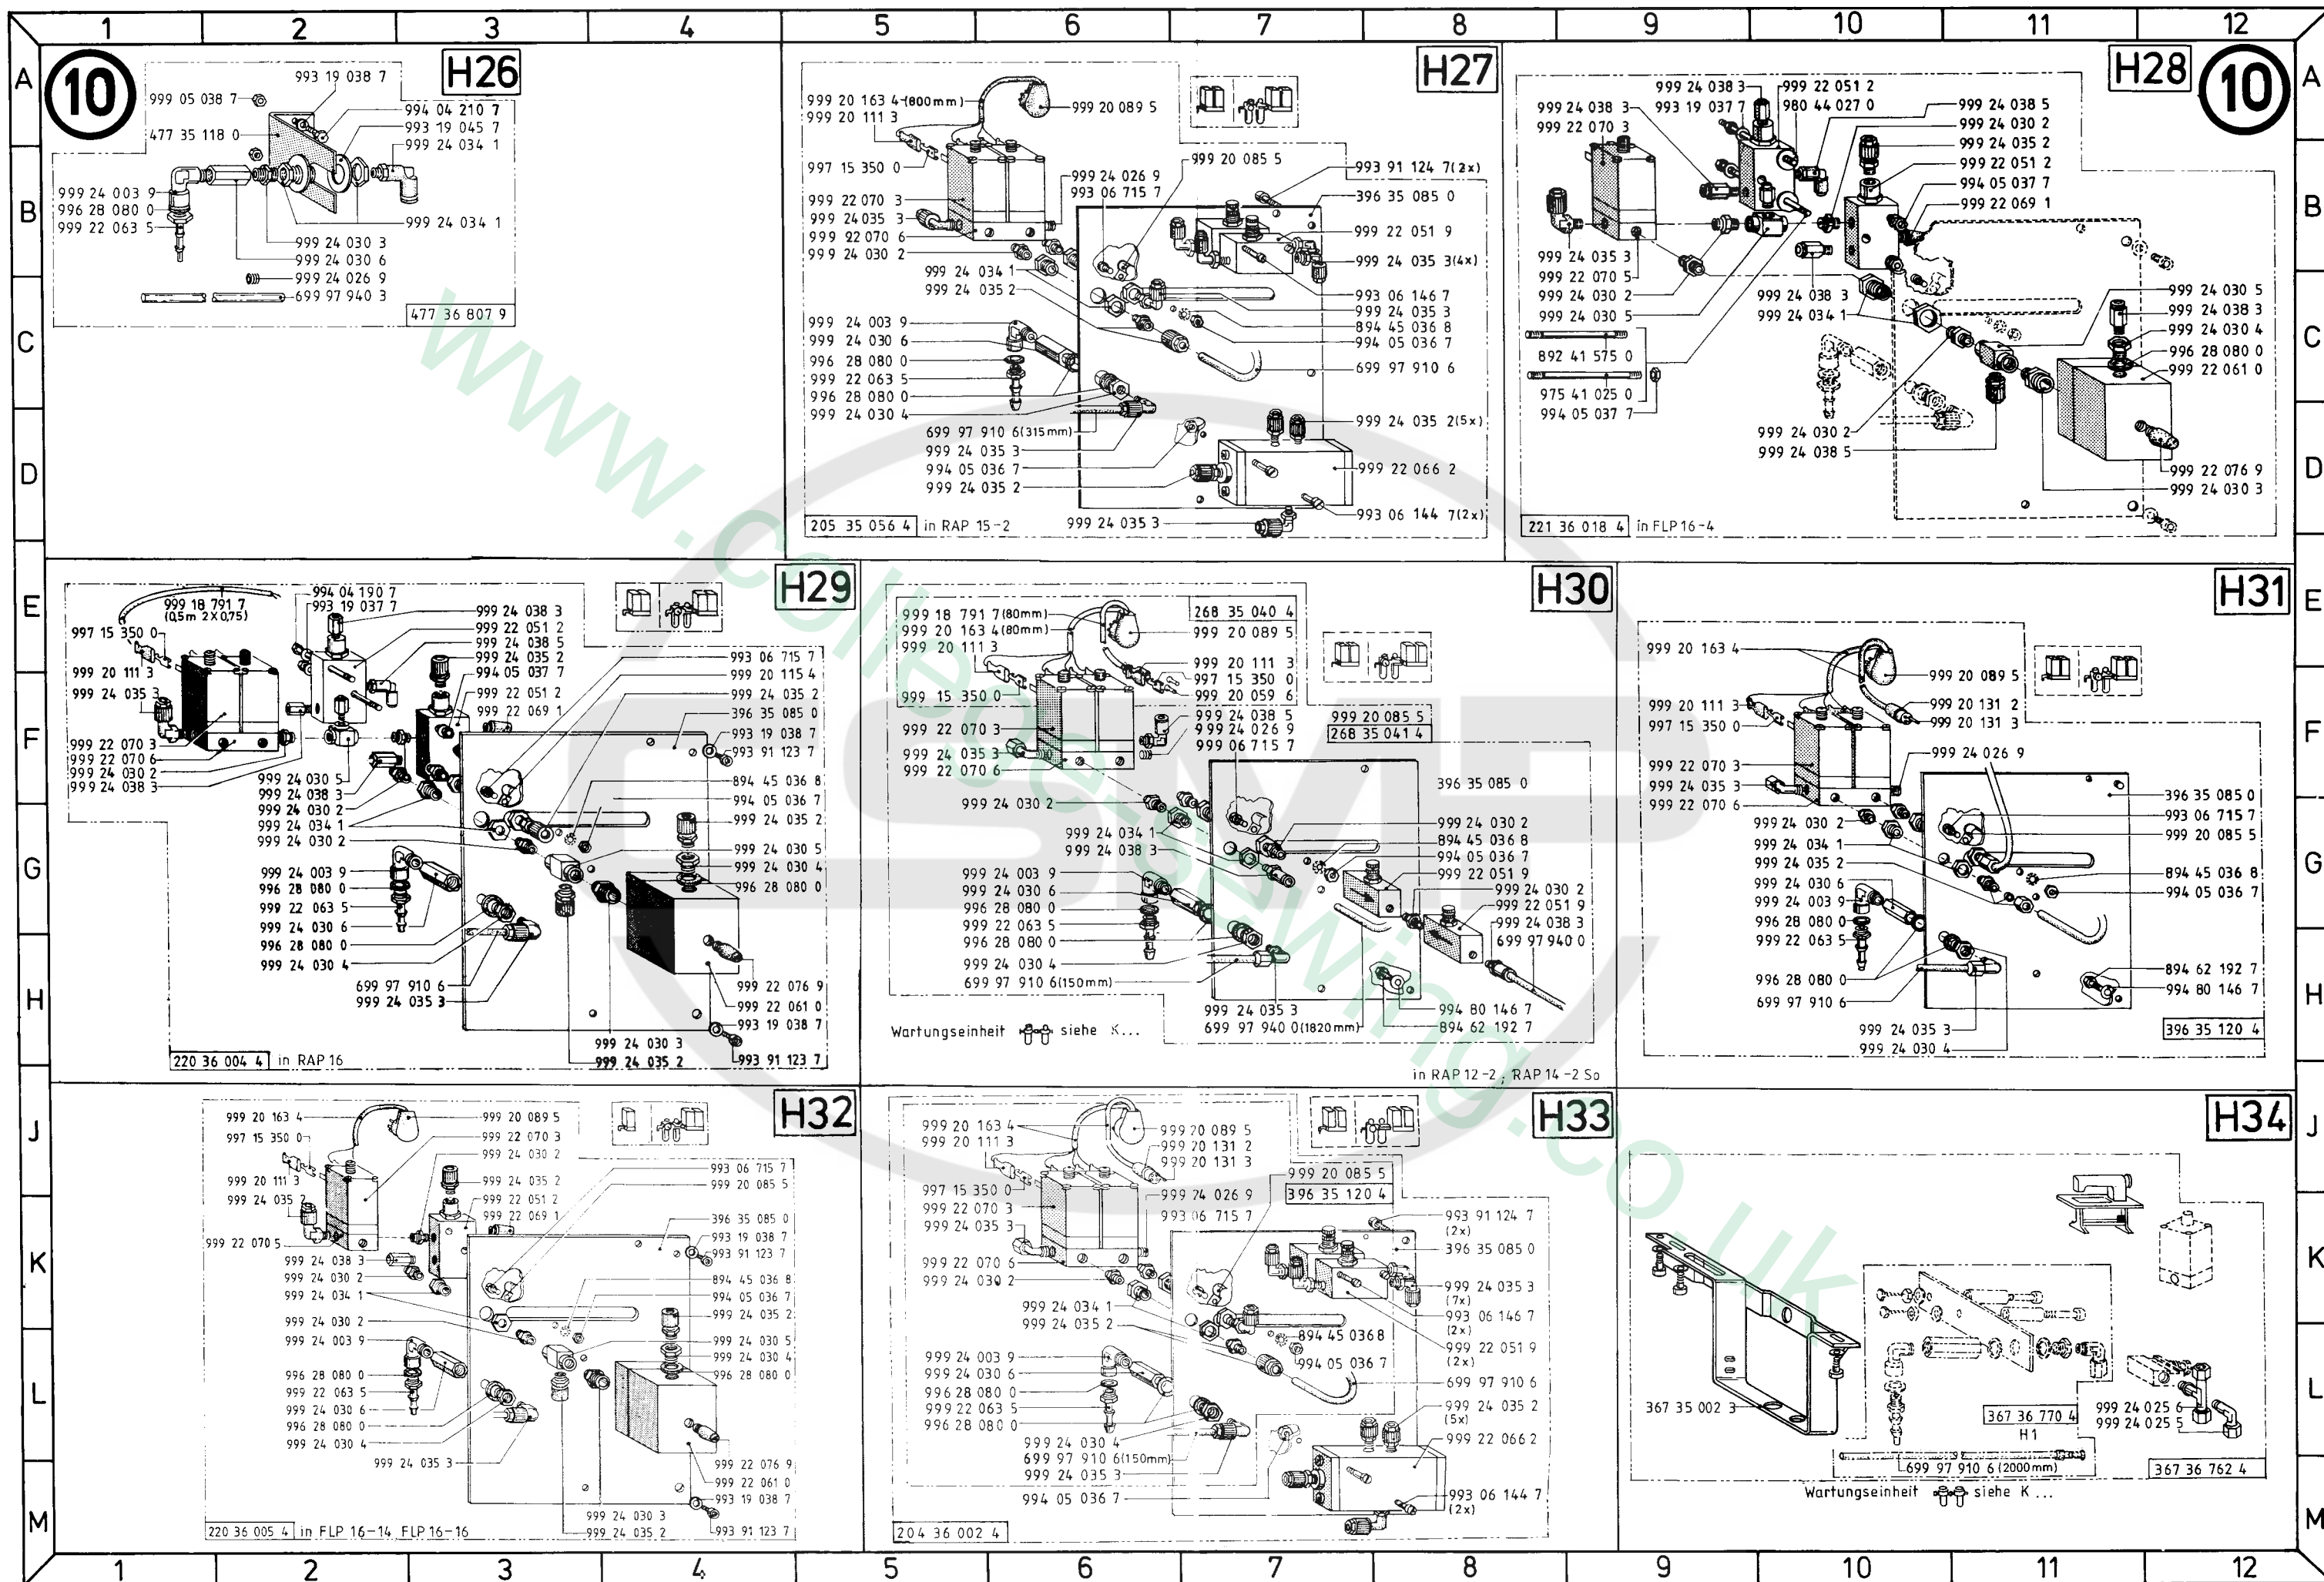 1 2 3 4 5 6 7 8 9 10 11 12
A
B
C
D
E
F
G
H
J
K
L
M
10
H26
993 19 038 7
999 05 038 7
994 04 210 7
993 19 045 7
477 35 118 0
999 24 034 1
999 24 003 9
996 28 080 0
999 22 063 5
999 24 034 1
999 24 030 3
999 24 030 6
999 24 026 9
699 97 940 3
477 36 807 9
H27
999 20 163 4 (800mm)
999 20 111 3
999 20 089 5
997 15 350 0
999 20 085 5
999 24 026 9
993 06 715 7
993 91 124 7(2x)
396 35 085 0
999 22 070 3
999 24 035 3
999 22 070 6
999 24 030 2
999 22 051 9
999 24 035 3(4x)
999 24 034 1
999 24 035 2
993 06 146 7
999 24 035 3
894 45 036 8
994 05 036 7
999 24 003 9
999 24 030 6
996 28 080 0
999 22 063 5
996 28 080 0
999 24 030 4
699 97 910 6
699 97 910 6(315mm)
999 24 035 3
994 05 036 7
999 24 035 2
999 24 035 2(5x)
999 22 066 2
993 06 144 7(2x)
999 24 035 3
205 35 056 4 in RAP 15-2
H28
10
999 24 038 3
999 22 051 2
999 24 038 3
993 19 037 7
980 44 027 0
999 24 038 5
999 22 070 3
999 24 030 2
999 24 035 2
999 22 051 2
994 05 037 7
999 22 069 1
999 24 035 3
999 22 070 5
999 24 030 2
999 24 030 5
999 24 038 3
999 24 034 1
892 41 575 0
975 41 025 0
994 05 037 7
999 24 030 5
999 24 038 3
999 24 030 4
996 28 080 0
999 22 061 0
999 24 030 2
999 24 038 5
999 22 076 9
999 24 030 3
221 36 018 4 in FLP 16-4
H29
999 18 791 7
(0,5m 2X0,75)
994 04 190 7
993 19 037 7
999 24 038 3
999 22 051 2
999 24 038 5
999 24 035 2
994 05 037 7
999 22 051 2
999 22 069 1
997 15 350 0
999 20 111 3
999 24 035 3
993 06 715 7
999 20 115 4
999 24 035 2
396 35 085 0
993 19 038 7
993 91 123 7
999 22 070 3
999 22 070 6
999 24 030 2
999 24 038 3
999 24 030 5
999 24 038 3
999 24 030 2
999 24 034 1
999 24 030 2
894 45 036 8
994 05 036 7
999 24 035 2
999 24 030 5
999 24 030 4
996 28 080 0
999 24 003 9
996 28 080 0
999 22 063 5
999 24 030 6
996 28 080 0
999 24 030 4
699 97 910 6
999 24 035 3
999 22 076 9
999 22 061 0
993 19 038 7
999 24 030 3
999 24 035 2
993 91 123 7
220 36 004 4 in RAP 16
H30
999 18 791 7(80mm)
999 20 163 4(80mm)
999 20 111 3
268 35 040 4
999 20 089 5
999 20 111 3
997 15 350 0
999 20 059 6
999 15 350 0
999 22 070 3
999 24 035 3
999 22 070 6
999 24 038 5
999 24 026 9
999 06 715 7
999 20 085 5
268 35 041 4
396 35 085 0
999 24 030 2
999 24 034 1
999 24 038 3
999 24 030 2
894 45 036 8
994 05 036 7
999 22 051 9
999 24 030 2
999 22 051 9
999 24 038 3
699 97 940 0
999 24 003 9
999 24 030 6
996 28 080 0
999 22 063 5
996 28 080 0
999 24 030 4
699 97 910 6(150mm)
999 24 035 3
699 97 940 0(1820mm)
994 80 146 7
894 62 192 7
Wartungseinheit siehe K...
in RAP 12-2 ; RAP 14-2 So
H31
999 20 163 4
999 20 089 5
999 20 111 3
997 15 350 0
999 20 131 2
999 20 131 3
999 24 026 9
999 22 070 3
999 24 035 3
999 22 070 6
396 35 085 0
993 06 715 7
999 20 085 5
999 24 030 2
999 24 034 1
999 24 035 2
999 24 030 6
999 24 003 9
996 28 080 0
999 22 063 5
894 45 036 8
994 05 036 7
996 28 080 0
699 97 910 6
894 62 192 7
994 80 146 7
999 24 035 3
999 24 030 4
396 35 120 4
H32
999 20 163 4
999 20 089 5
997 15 350 0
999 22 070 3
999 24 030 2
999 20 111 3
999 24 035 2
999 24 035 2
999 22 051 2
999 22 069 1
993 06 715 7
999 20 085 5
396 35 085 0
993 19 038 7
993 91 123 7
999 22 070 5
999 24 038 3
999 24 030 2
999 24 034 1
894 45 036 8
994 05 036 7
999 24 035 2
999 24 030 2
999 24 003 9
999 24 030 5
999 24 030 4
996 28 080 0
996 28 080 0
999 22 063 5
999 24 030 6
996 28 080 0
999 24 030 4
999 24 035 3
999 22 076 9
999 22 061 0
993 19 038 7
999 24 030 3
999 24 035 2
993 91 123 7
220 36 005 4 in FLP 16-14 FLP 16-16
H33
999 20 163 4
999 20 111 3
999 20 089 5
999 20 131 2
999 20 131 3
997 15 350 0
999 22 070 3
999 24 035 3
999 24 026 9
993 06 715 7
999 20 085 5
396 35 120 4
993 91 124 7
(2x)
396 35 085 0
999 22 070 6
999 24 030 2
999 24 035 3
(7x)
993 06 146 7
(2x)
999 22 051 9
(2x)
999 24 034 1
999 24 035 2
894 45 036 8
994 05 036 7
999 24 003 9
999 24 030 6
996 28 080 0
999 22 063 5
996 28 080 0
699 97 910 6
999 24 035 2
(5x)
999 22 066 2
999 24 030 4
699 97 910 6(150mm)
999 24 035 3
994 05 036 7
993 06 144 7
(2x)
204 36 002 4
H34
367 35 002 3
367 36 770 4
H1
999 24 025 6
999 24 025 5
699 97 910 6 (2000mm)
367 36 762 4
Wartungseinheit siehe K ...
A
B
C
D
E
F
G
H
J
K
L
M
1 2 3 4 5 6 7 8 9 10 11 12
CSMP
www.college-sewing.co.uk